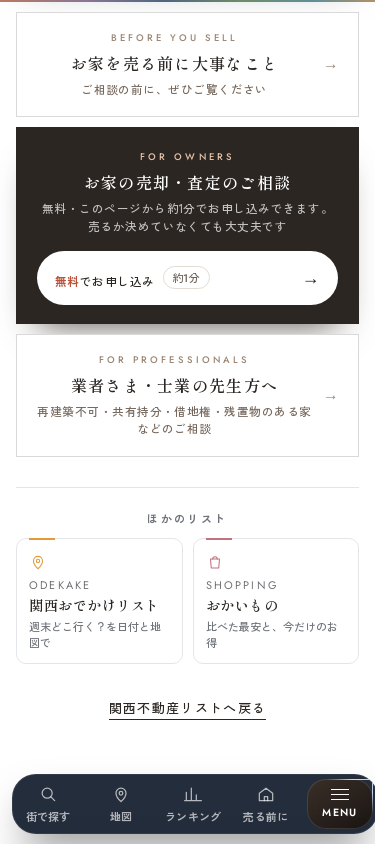 BEFORE YOU SELL
お家を売る前に大事なこと
→
ご相談の前に、ぜひご覧ください
FOR OWNERS
お家の売却・査定のご相談
無料・このページから約1分でお申し込みできます。
売るか決めていなくても大丈夫です
無料でお申し込み 約1分 →
FOR PROFESSIONALS
業者さま・士業の先生方へ
→
再建築不可・共有持分・借地権・残置物のある家
などのご相談
ほかのリスト
ODEKAKE
関西おでかけリスト
週末どこ行く？を日付と地
図で
SHOPPING
おかいもの
比べた最安と、今だけのお
得
関西不動産リストへ戻る
街で探す 地図 ランキング 売る前に MENU